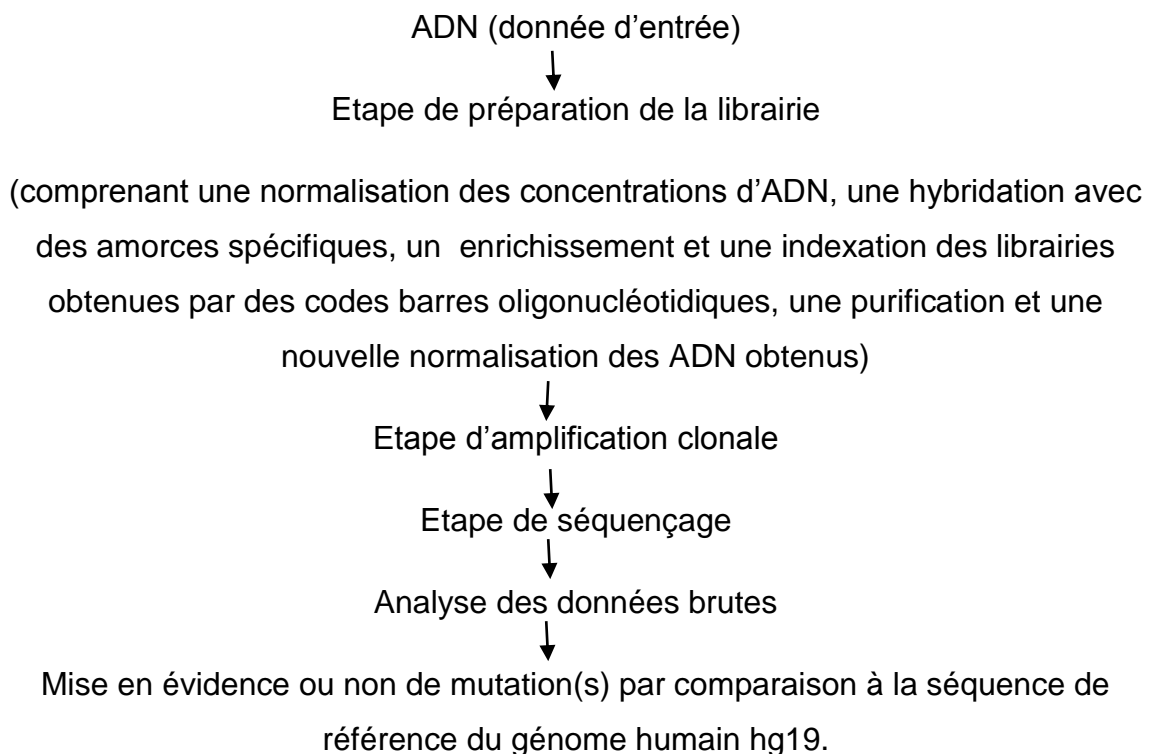 ADN (donnée d’entrée)
Etape de préparation de la librairie
(comprenant une normalisation des concentrations d’ADN, une hybridation avec
des amorces spécifiques, un enrichissement et une indexation des librairies
obtenues par des codes barres oligonucléotidiques, une purification et une
nouvelle normalisation des ADN obtenus)
Etape d’amplification clonale
Etape de séquençage
Analyse des données brutes
Mise en évidence ou non de mutation(s) par comparaison à la séquence de
référence du génome humain hg19.